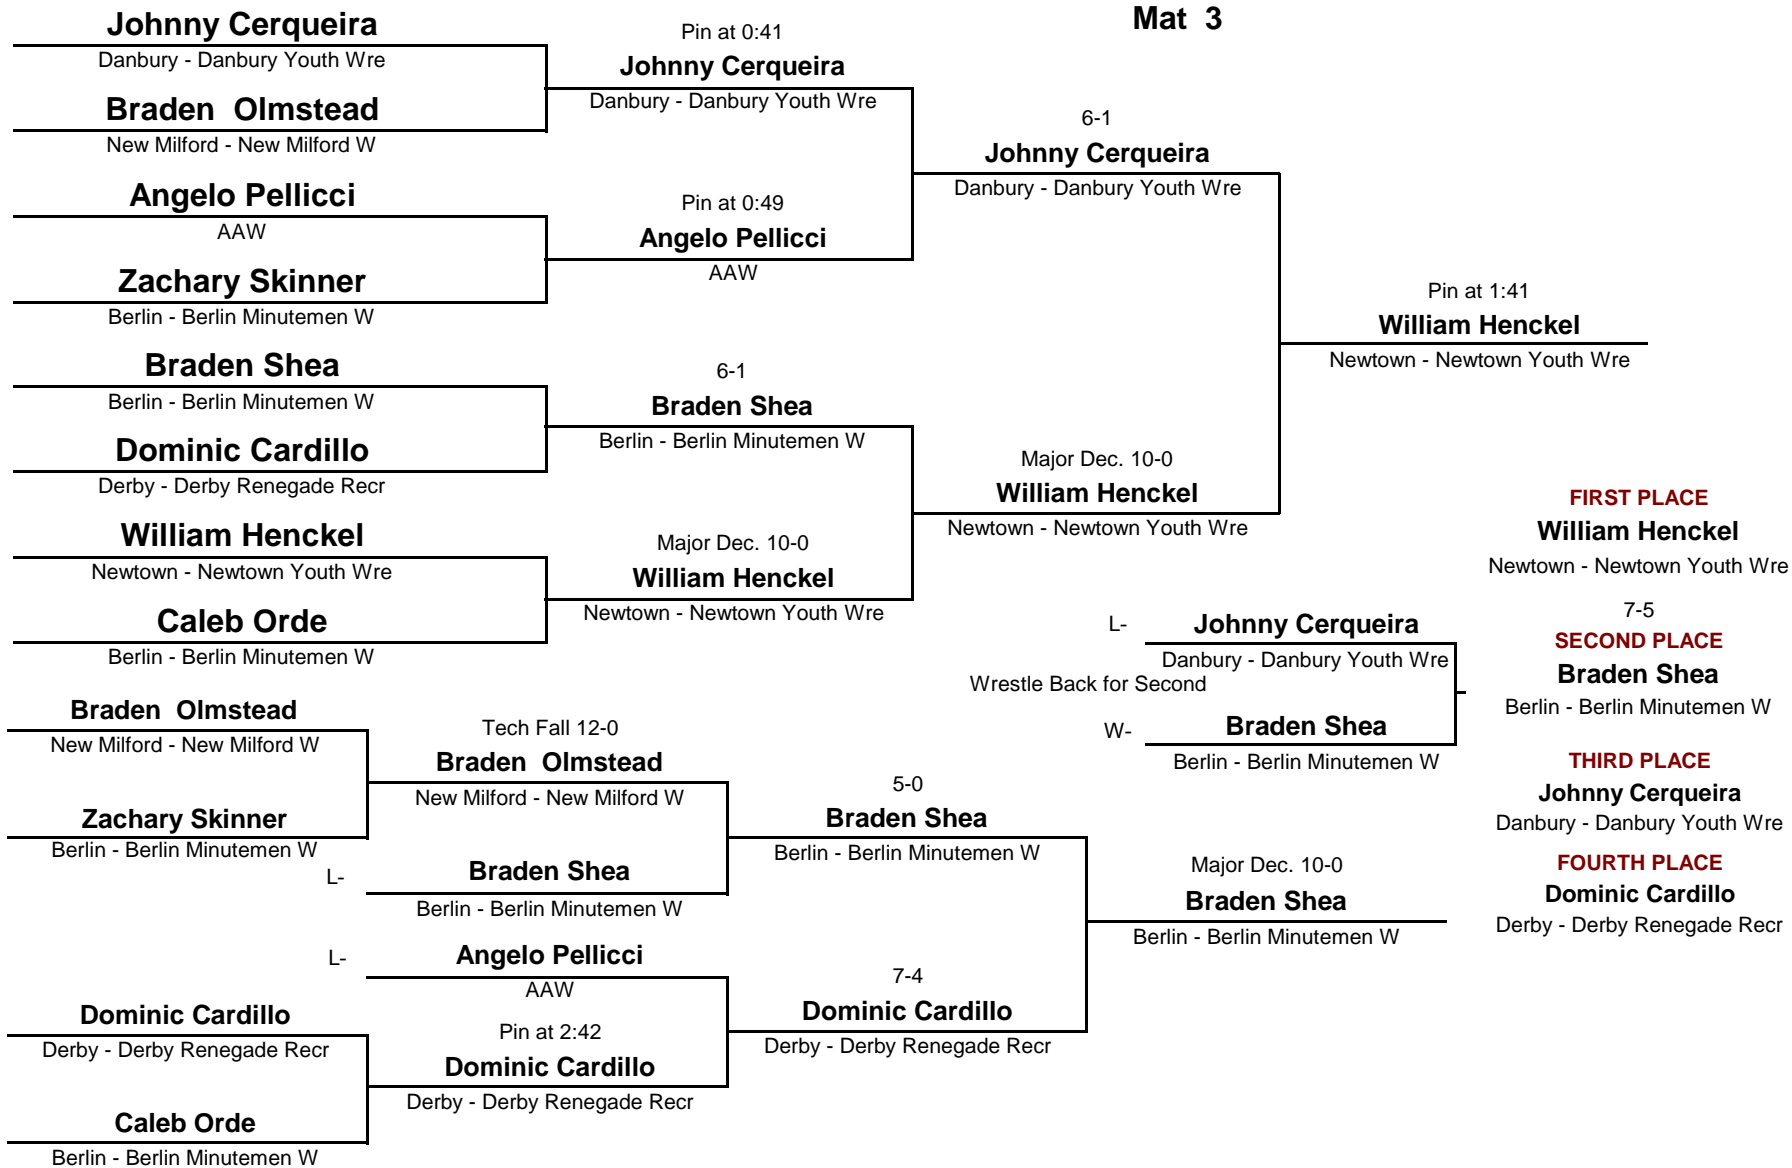 Mat  3
Johnny Cerqueira
Danbury - Danbury Youth Wre
Braden  Olmstead
New Milford - New Milford W
Angelo Pellicci
AAW
Zachary Skinner
Berlin - Berlin Minutemen W
Braden Shea
Berlin - Berlin Minutemen W
Dominic Cardillo
Derby - Derby Renegade Recr
William Henckel
Newtown - Newtown Youth Wre
Caleb Orde
Berlin - Berlin Minutemen W
Pin at 0:41
Johnny Cerqueira
Danbury - Danbury Youth Wre
Pin at 0:49
Angelo Pellicci
AAW
6-1
Braden Shea
Berlin - Berlin Minutemen W
Major Dec. 10-0
William Henckel
Newtown - Newtown Youth Wre
6-1
Johnny Cerqueira
Danbury - Danbury Youth Wre
Major Dec. 10-0
William Henckel
Newtown - Newtown Youth Wre
Pin at 1:41
William Henckel
Newtown - Newtown Youth Wre
Braden  Olmstead
New Milford - New Milford W
Zachary Skinner
Berlin - Berlin Minutemen W
Dominic Cardillo
Derby - Derby Renegade Recr
Caleb Orde
Berlin - Berlin Minutemen W
Tech Fall 12-0
Braden  Olmstead
New Milford - New Milford W
L-
Braden Shea
Berlin - Berlin Minutemen W
L-
Angelo Pellicci
AAW
Pin at 2:42
Dominic Cardillo
Derby - Derby Renegade Recr
5-0
Braden Shea
Berlin - Berlin Minutemen W
7-4
Dominic Cardillo
Derby - Derby Renegade Recr
Major Dec. 10-0
Braden Shea
Berlin - Berlin Minutemen W
L-
Johnny Cerqueira
Danbury - Danbury Youth Wre
Wrestle Back for Second
W-
Braden Shea
Berlin - Berlin Minutemen W
FIRST PLACE
William Henckel
Newtown - Newtown Youth Wre
7-5
SECOND PLACE
Braden Shea
Berlin - Berlin Minutemen W
THIRD PLACE
Johnny Cerqueira
Danbury - Danbury Youth Wre
FOURTH PLACE
Dominic Cardillo
Derby - Derby Renegade Recr